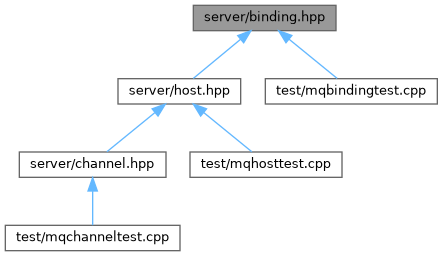 server/binding.hpp
server/host.hpp
test/mqbindingtest.cpp
server/channel.hpp
test/mqhosttest.cpp
test/mqchanneltest.cpp